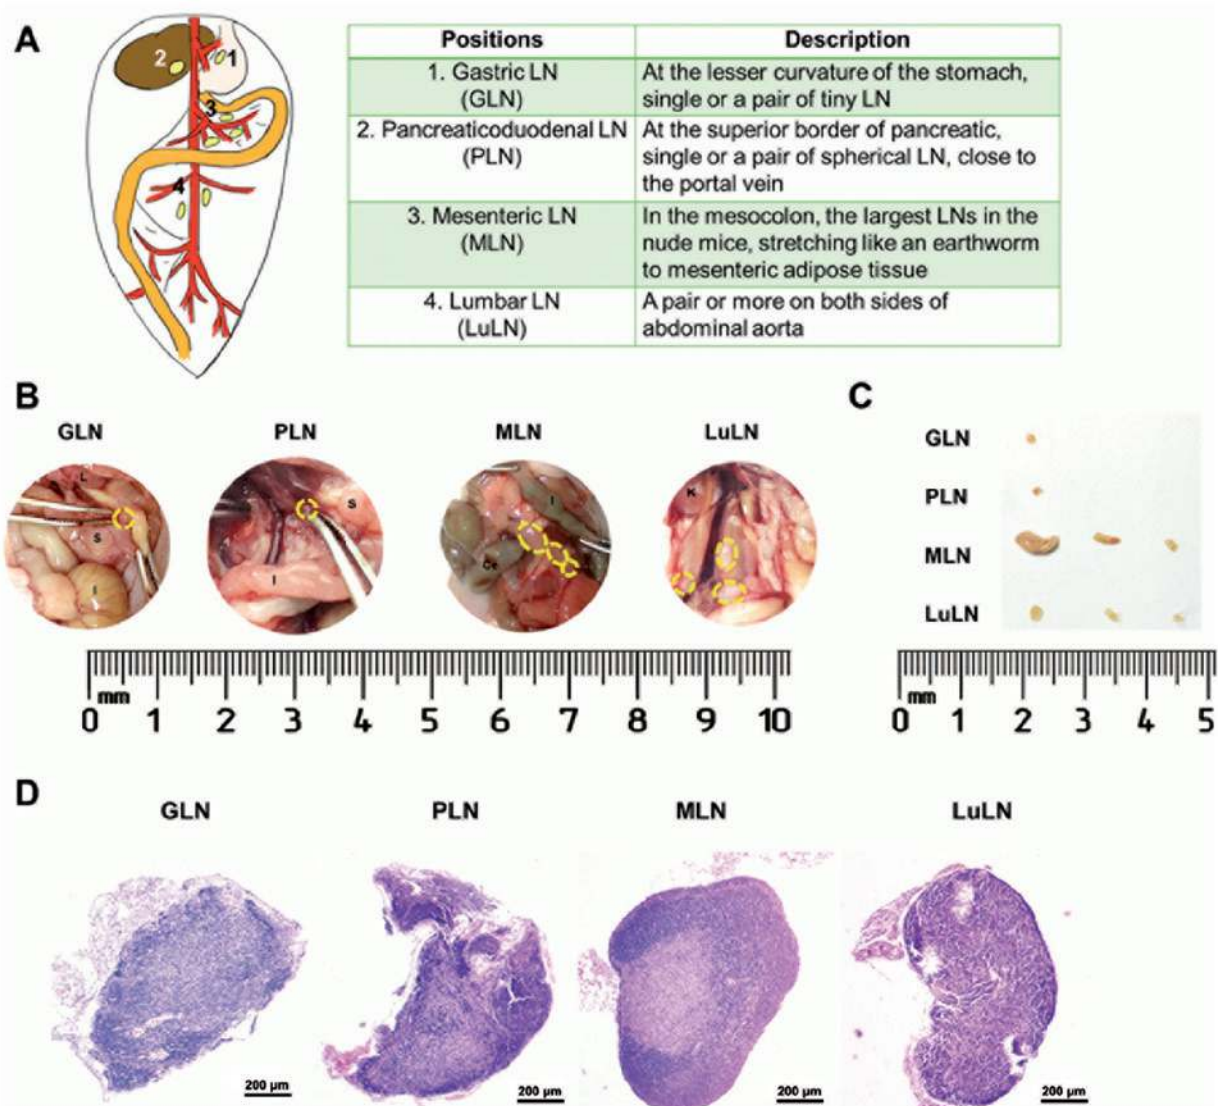 A
2
1
3
4
Positions
Description
1. Gastric LN
(GLN)
At the lesser curvature of the stomach,
single or a pair of tiny LN
2. Pancreaticoduodenal LN
(PLN)
At the superior border of pancreatic,
single or a pair of spherical LN, close to
the portal vein
3. Mesenteric LN
(MLN)
In the mesocolon, the largest LNs in the
nude mice, stretching like an earthworm
to mesenteric adipose tissue
4. Lumbar LN
(LuLN)
A pair or more on both sides of
abdominal aorta
B
GLN
PLN
MLN
LuLN
L
S
I
S
I
I
Ce
K
mm
0 1 2 3 4 5 6 7 8 9 10
C
GLN
PLN
MLN
LuLN
mm
0 1 2 3 4 5
D
GLN
PLN
MLN
LuLN
200 μm
200 μm
200 μm
200 μm